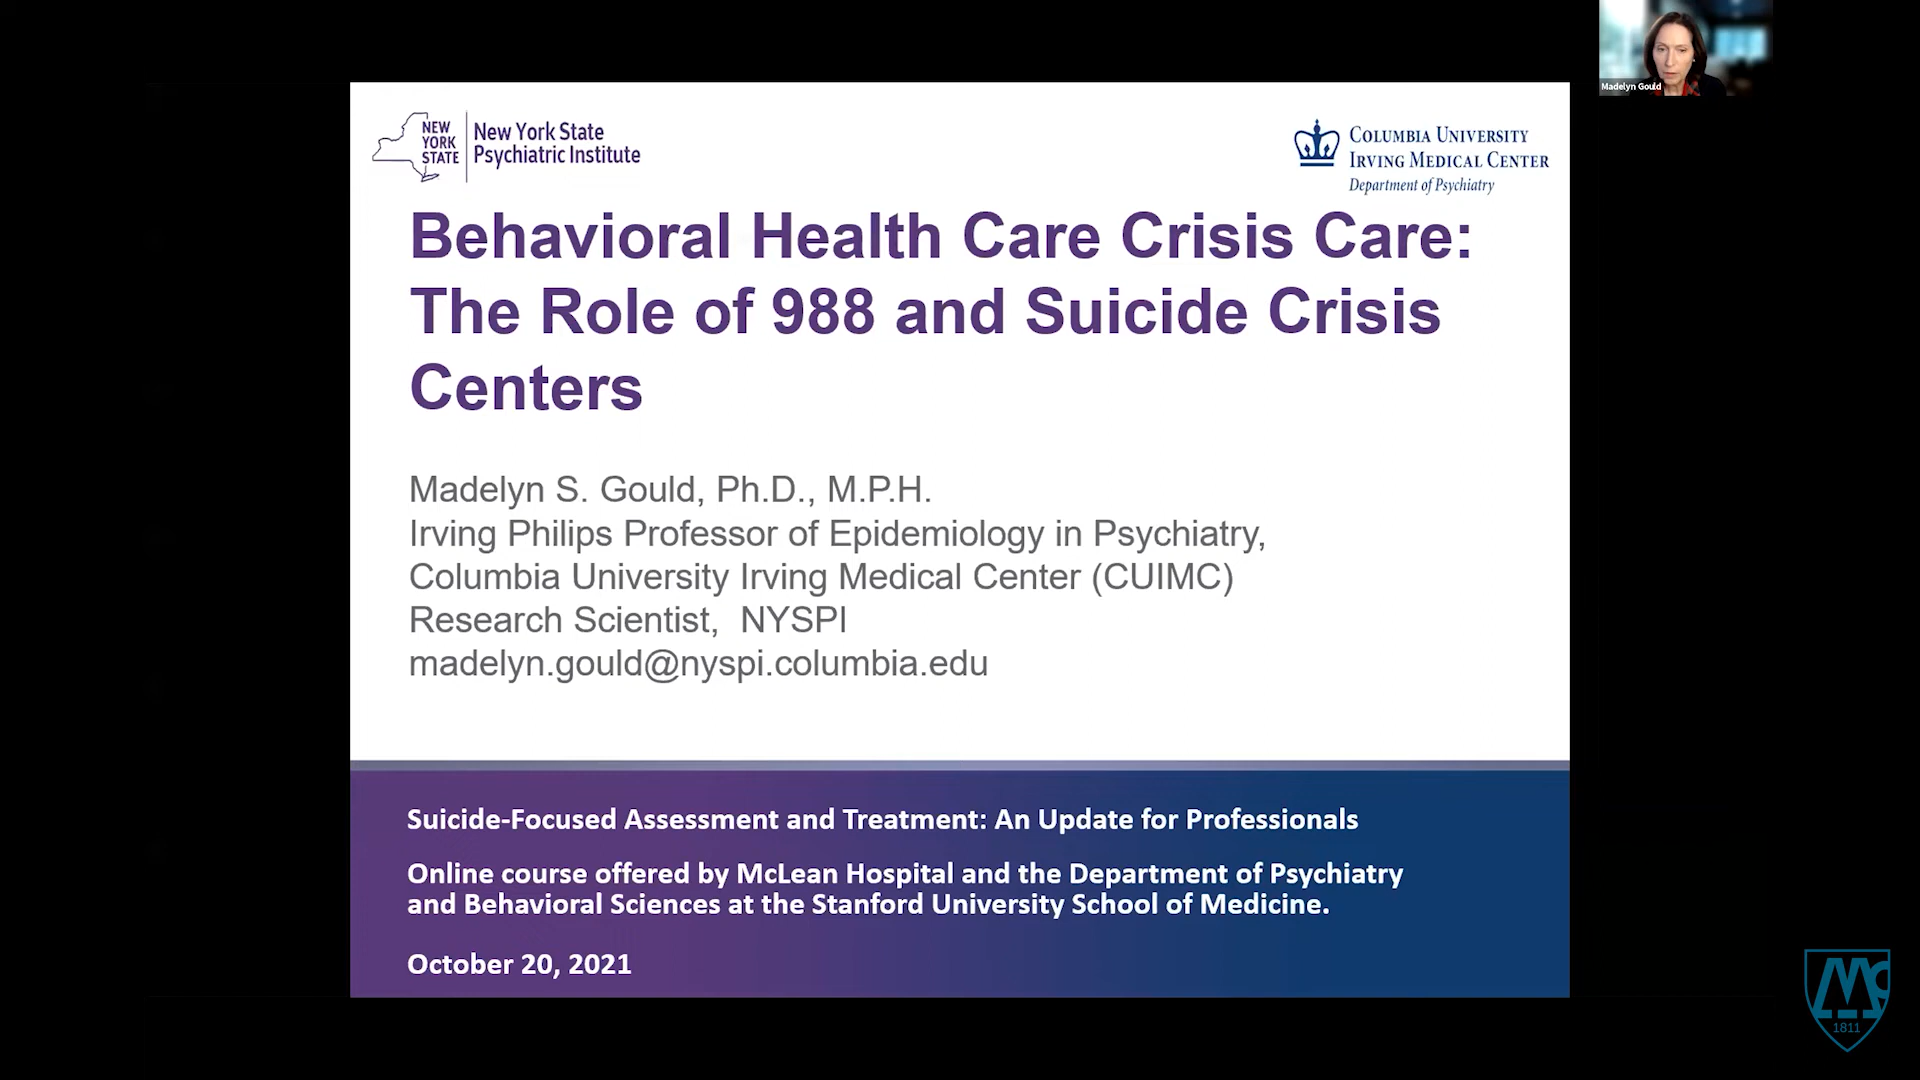 Madelyn Gould
NEW
YORK
STATE
New York State
Psychiatric Institute
COLUMBIA UNIVERSITY
IRVING MEDICAL CENTER
Department of Psychiatry
Behavioral Health Care Crisis Care:
The Role of 988 and Suicide Crisis
Centers
Madelyn S. Gould, Ph.D., M.P.H.
Irving Philips Professor of Epidemiology in Psychiatry,
Columbia University Irving Medical Center (CUIMC)
Research Scientist,  NYSPI
madelyn.gould@nyspi.columbia.edu
Suicide-Focused Assessment and Treatment: An Update for Professionals
Online course offered by McLean Hospital and the Department of Psychiatry
and Behavioral Sciences at the Stanford University School of Medicine.
October 20, 2021
Mc
1811